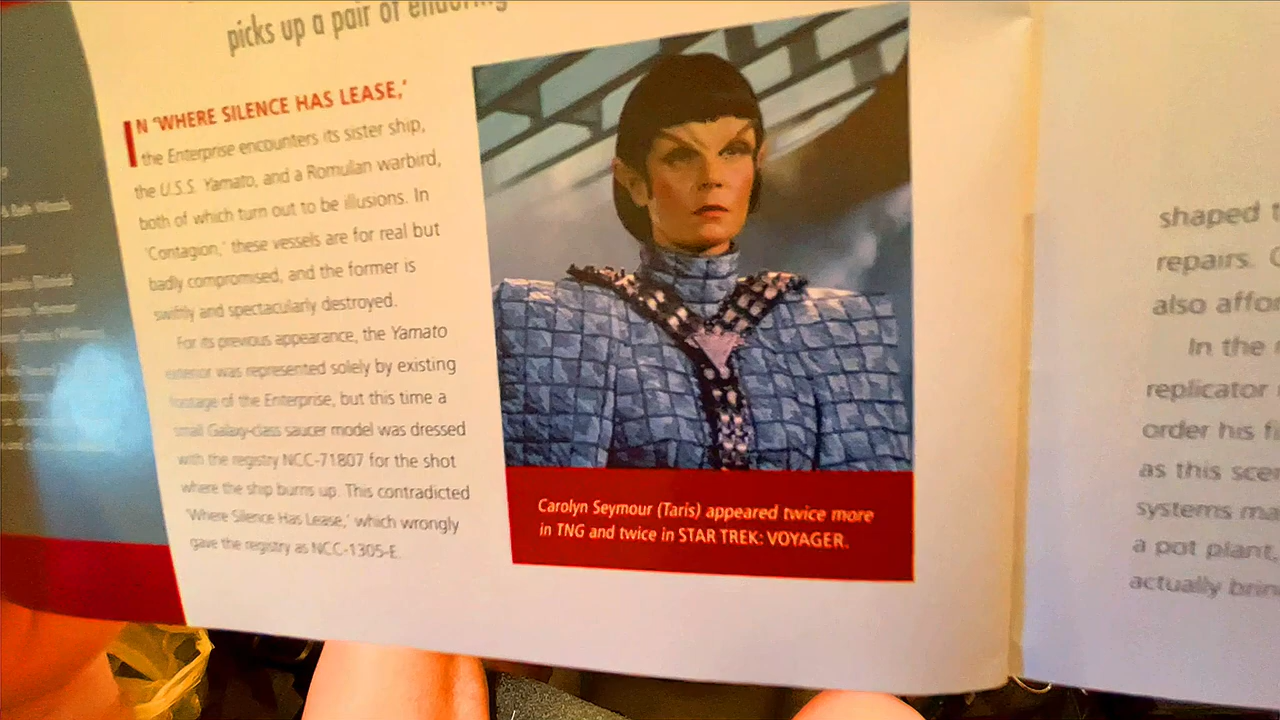 picks up a pair of enduring
IN 'WHERE SILENCE HAS LEASE,'
the Enterprise encounters its sister ship,
the U.S.S. Yamato, and a Romulan warbird,
both of which turn out to be illusions. In
'Contagion,' these vessels are for real but
badly compromised, and the former is
swiftly and spectacularly destroyed.
For its previous appearance, the Yamato
exterior was represented solely by existing
footage of the Enterprise, but this time a
small Galaxy-class saucer model was dressed
with the registry NCC-71807 for the shot
where the ship burns up. This contradicted
'Where Silence Has Lease,' which wrongly
gave the registry as NCC-1305-E.
Carolyn Seymour (Taris) appeared twice more
in TNG and twice in STAR TREK: VOYAGER.
shaped
repairs.
also
In the
replicator
order his
as this
systems
a pot plant,
actually